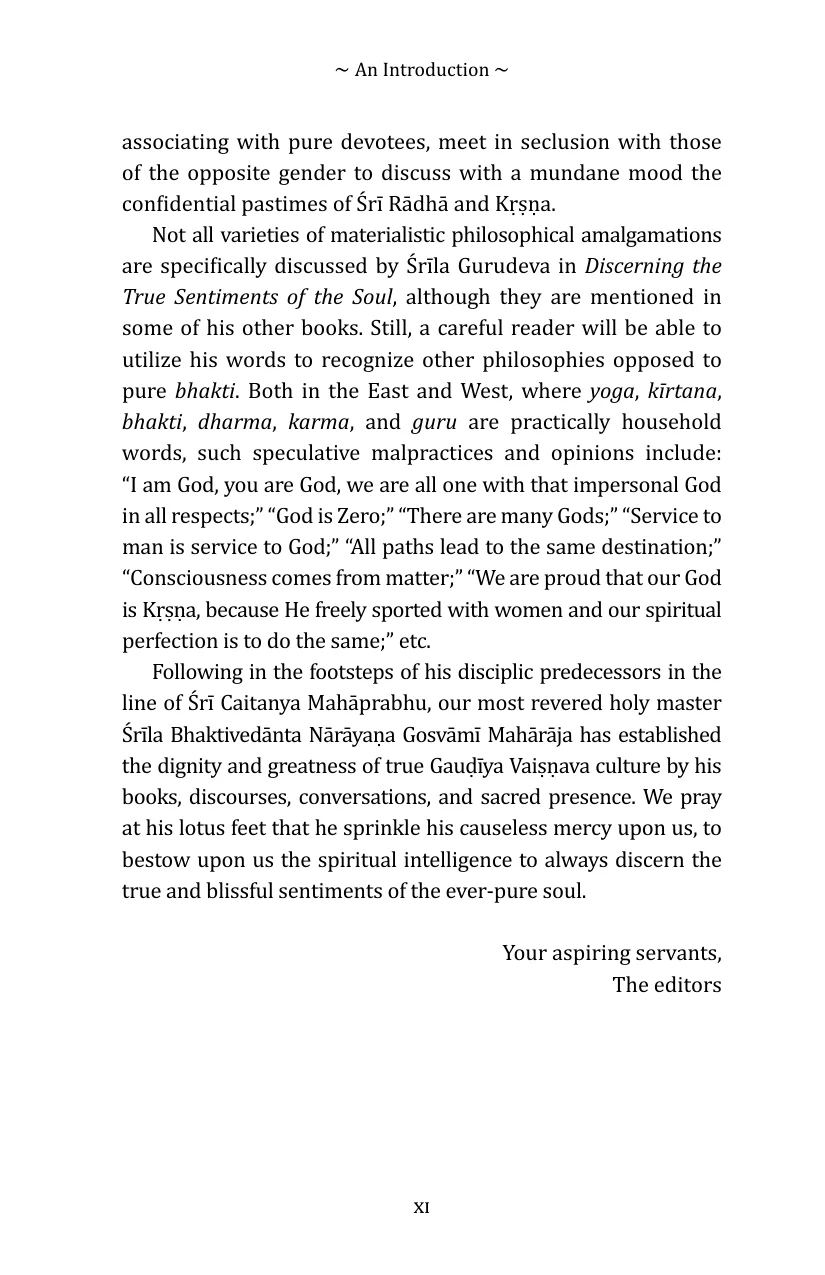 ~ An Introduction ~
associating with pure devotees, meet in seclusion with those
of the opposite gender to discuss with a mundane mood the
confidential pastimes of Śrī Rādhā and Kṛṣṇa.
Not all varieties of materialistic philosophical amalgamations
are specifically discussed by Śrīla Gurudeva in Discerning the
True Sentiments of the Soul, although they are mentioned in
some of his other books. Still, a careful reader will be able to
utilize his words to recognize other philosophies opposed to
pure bhakti. Both in the East and West, where yoga, kīrtana,
bhakti, dharma, karma, and guru are practically household
words, such speculative malpractices and opinions include:
“I am God, you are God, we are all one with that impersonal God
in all respects;” “God is Zero;” “There are many Gods;” “Service to
man is service to God;” “All paths lead to the same destination;”
“Consciousness comes from matter;” “We are proud that our God
is Kṛṣṇa, because He freely sported with women and our spiritual
perfection is to do the same;” etc.
Following in the footsteps of his disciplic predecessors in the
line of Śrī Caitanya Mahāprabhu, our most revered holy master
Śrīla Bhaktivedānta Nārāyaṇa Gosvāmī Mahārāja has established
the dignity and greatness of true Gauḍīya Vaiṣṇava culture by his
books, discourses, conversations, and sacred presence. We pray
at his lotus feet that he sprinkle his causeless mercy upon us, to
bestow upon us the spiritual intelligence to always discern the
true and blissful sentiments of the ever-pure soul.
Your aspiring servants,
The editors
XI